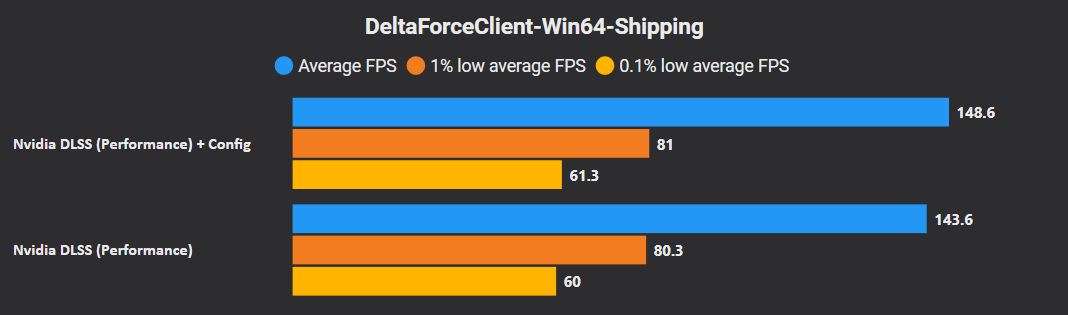 DeltaForceClient-Win64-Shipping
Average FPS 1% low average FPS 0.1% low average FPS
148.6
Nvidia DLSS (Performance) + Config 81
61.3
143.6
Nvidia DLSS (Performance) 80.3
60